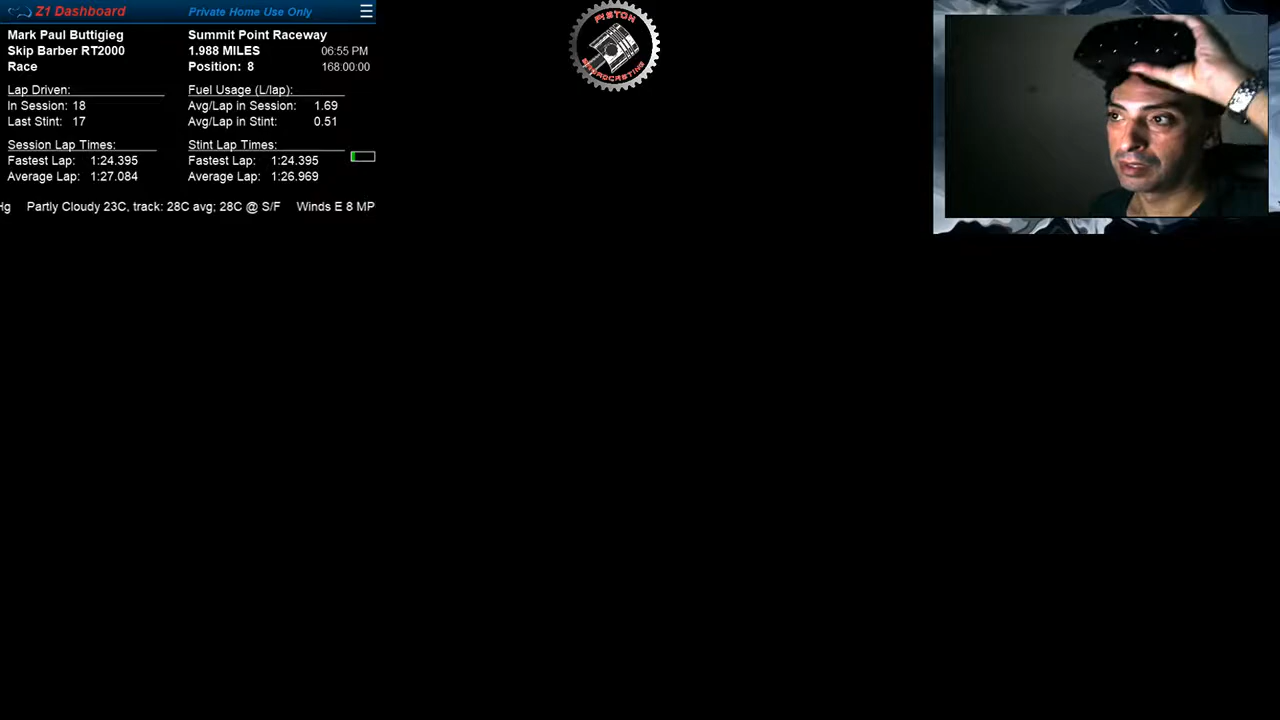 Z1 Dashboard Private Home Use Only
Mark Paul Buttigieg Summit Point Raceway
Skip Barber RT2000 1.988 MILES 06:55 PM
Race Position: 8 168:00:00
Lap Driven: Fuel Usage (L/lap):
In Session: 18 Avg/Lap in Session: 1.69
Last Stint: 17 Avg/Lap in Stint: 0.51
Session Lap Times: Stint Lap Times:
Fastest Lap: 1:24.395 Fastest Lap: 1:24.395
Average Lap: 1:27.084 Average Lap: 1:26.969
Hg Partly Cloudy 23C, track: 28C avg; 28C @ S/F Winds E 8 MP
PISTON
BROADCASTING